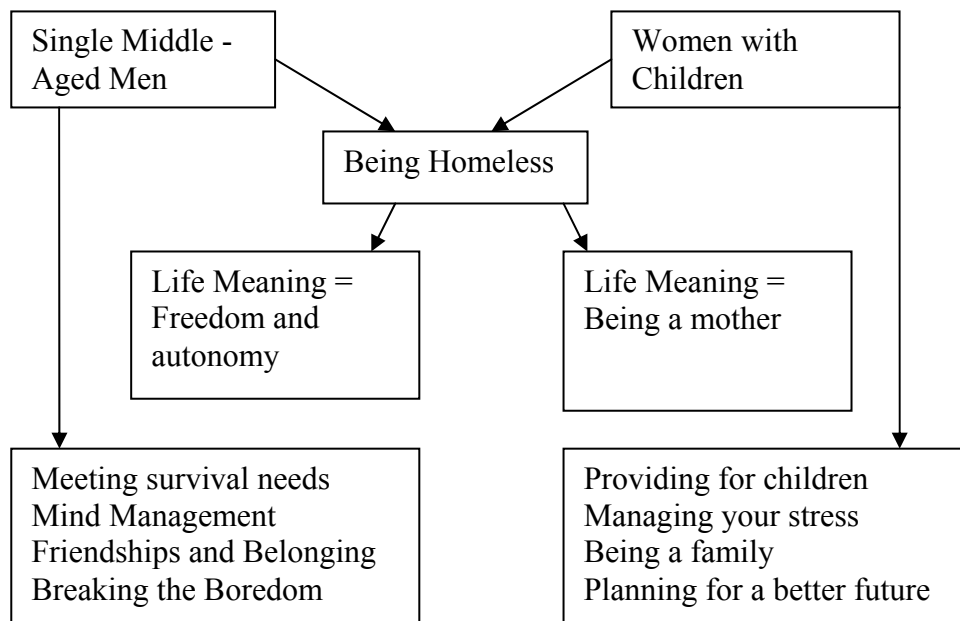 Single Middle -
Aged Men
Women with
Children
Being Homeless
Life Meaning =
Freedom and
autonomy
Life Meaning =
Being a mother
Meeting survival needs
Mind Management
Friendships and Belonging
Breaking the Boredom
Providing for children
Managing your stress
Being a family
Planning for a better future